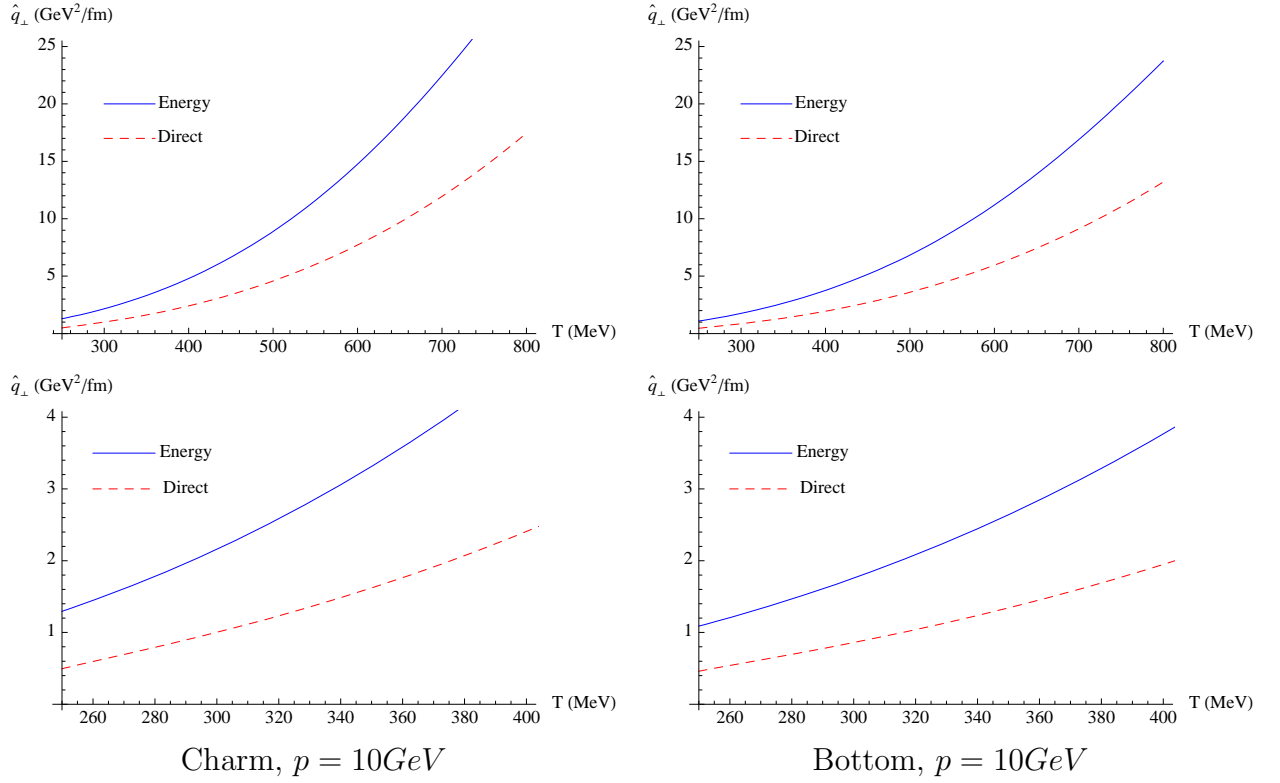 q̂⊥ (GeV²/fm)
25
20
15
10
5
Energy
Direct
300 400 500 600 700 800 T (MeV)
q̂⊥ (GeV²/fm)
25
20
15
10
5
Energy
Direct
300 400 500 600 700 800 T (MeV)
q̂⊥ (GeV²/fm)
4
3
2
1
Energy
Direct
260 280 300 320 340 360 380 400 T (MeV)
q̂⊥ (GeV²/fm)
4
3
2
1
Energy
Direct
260 280 300 320 340 360 380 400 T (MeV)
Charm, p = 10GeV
Bottom, p = 10GeV